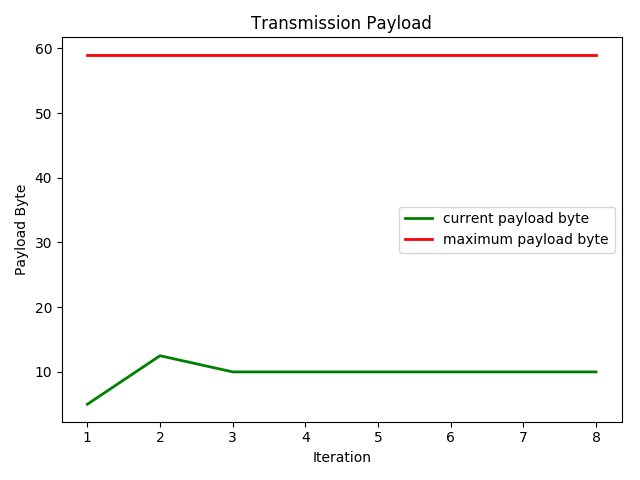 Transmission Payload
Payload Byte
60
50
40
30
20
10
current payload byte
maximum payload byte
1 2 3 4 5 6 7 8
Iteration